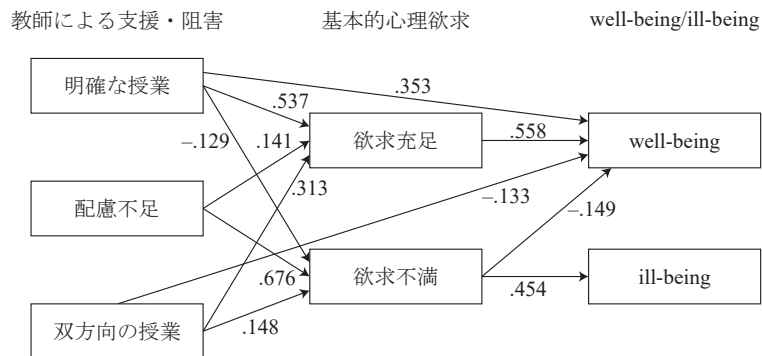 教師による支援・阻害 基本的心理欲求 well-being/ill-being
明確な授業
.353
.537
–.129
.141
欲求充足
.558
well-being
.313
配慮不足
–.133
–.149
.676
欲求不満
.454
ill-being
双方向の授業
.148